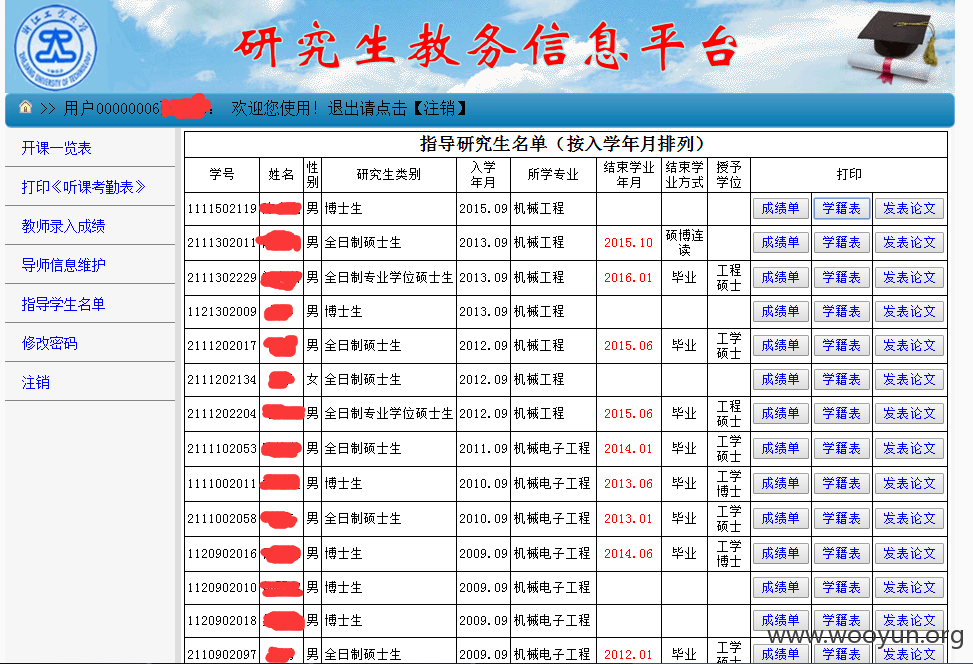 研究生教务信息平台
>> 用户00000006 : 欢迎您使用！退出请点击【注销】
开课一览表
打印《听课考勤表》
教师录入成绩
导师信息维护
指导学生名单
修改密码
注销
指导研究生名单（按入学年月排列）
学号 姓名 性别 研究生类别 入学年月 所学专业 结束学业年月 结束学业方式 授予学位 打印
1111502119 男 博士生 2015.09 机械工程 成绩单 学籍表 发表论文
2111302011 男 全日制硕士生 2013.09 机械工程 2015.10 硕博连读 成绩单 学籍表 发表论文
2111302229 男 全日制专业学位硕士生 2013.09 机械工程 2016.01 毕业 工程硕士 成绩单 学籍表 发表论文
1121302009 男 博士生 2013.09 机械工程 成绩单 学籍表 发表论文
2111202017 男 全日制硕士生 2012.09 机械工程 2015.06 毕业 工学硕士 成绩单 学籍表 发表论文
2111202134 女 全日制硕士生 2012.09 机械工程 成绩单 学籍表 发表论文
2111202204 男 全日制专业学位硕士生 2012.09 机械工程 2015.06 毕业 工程硕士 成绩单 学籍表 发表论文
2111102053 男 全日制硕士生 2011.09 机械电子工程 2014.01 毕业 工学硕士 成绩单 学籍表 发表论文
1111002011 男 博士生 2010.09 机械电子工程 2013.06 毕业 工学博士 成绩单 学籍表 发表论文
2111002058 男 全日制硕士生 2010.09 机械电子工程 2013.01 毕业 工学硕士 成绩单 学籍表 发表论文
1120902016 男 博士生 2009.09 机械电子工程 2014.06 毕业 工学博士 成绩单 学籍表 发表论文
1120902010 男 博士生 2009.09 机械电子工程 成绩单 学籍表 发表论文
1120902018 男 博士生 2009.09 机械电子工程 成绩单 学籍表 发表论文
2110902097 男 全日制硕士生 2009.09 机械电子工程 2012.01 毕业 工学硕士 成绩单 学籍表 发表论文
www.wooyun.org